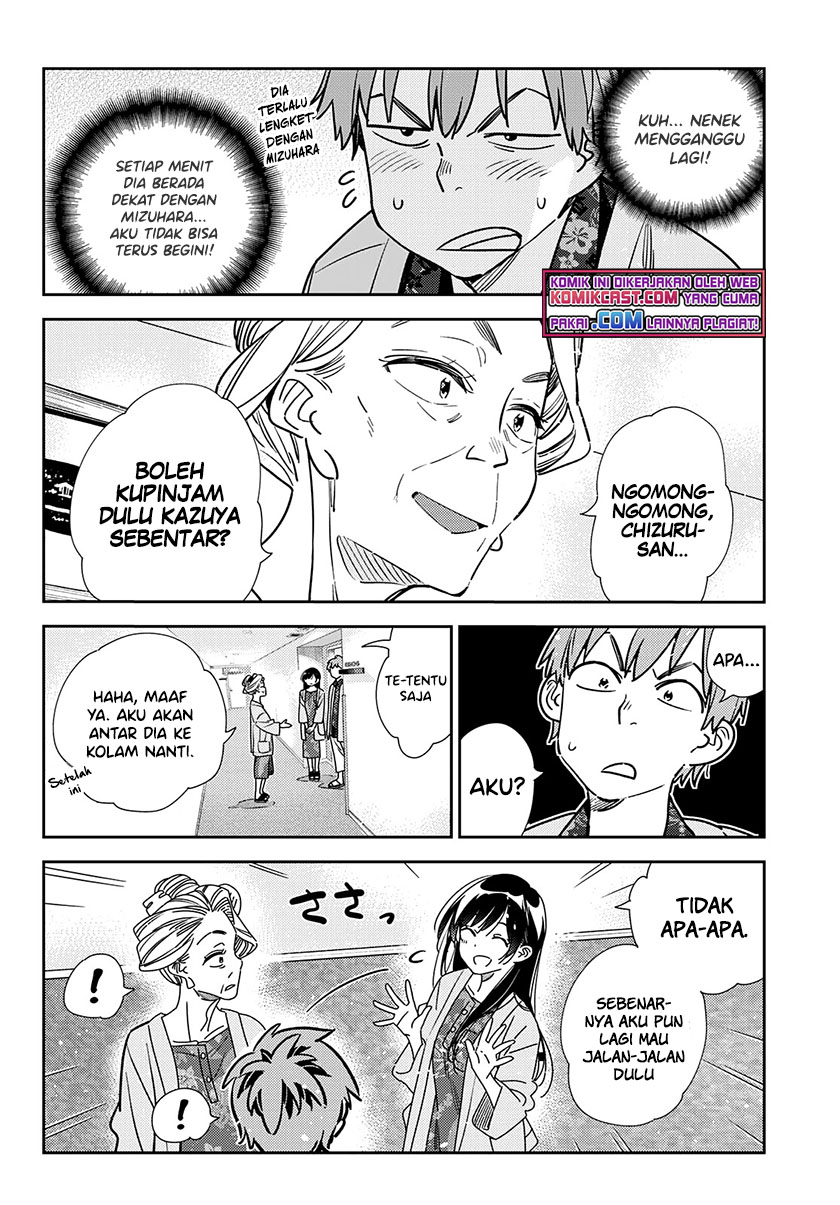 KUH... NENEK
MENGGANGGU
LAGI!
DIA
TERLALU
LENGKET
DENGAN
MIZUHARA
SETIAP MENIT
DIA BERADA
DEKAT DENGAN
MIZUHARA...
AKU TIDAK BISA
TERUS BEGINI!
KOMIK INI DIKERJAKAN OLEH WEB
KOMIKCAST.COM YANG CUMA
PAKAI .COM LAINNYA PLAGIAT!
NGOMONG-
NGOMONG,
CHIZURU-
SAN...
BOLEH
KUPINJAM
DULU KAZUYA
SEBENTAR?
APA...
AKU?
TE-TENTU
SAJA
HAHA, MAAF
YA. AKU AKAN
ANTAR DIA KE
KOLAM NANTI.
Setelah
ini
TIDAK
APA-APA.
SEBENAR-
NYA AKU PUN
LAGI MAU
JALAN-JALAN
DULU
ささっ
!
!